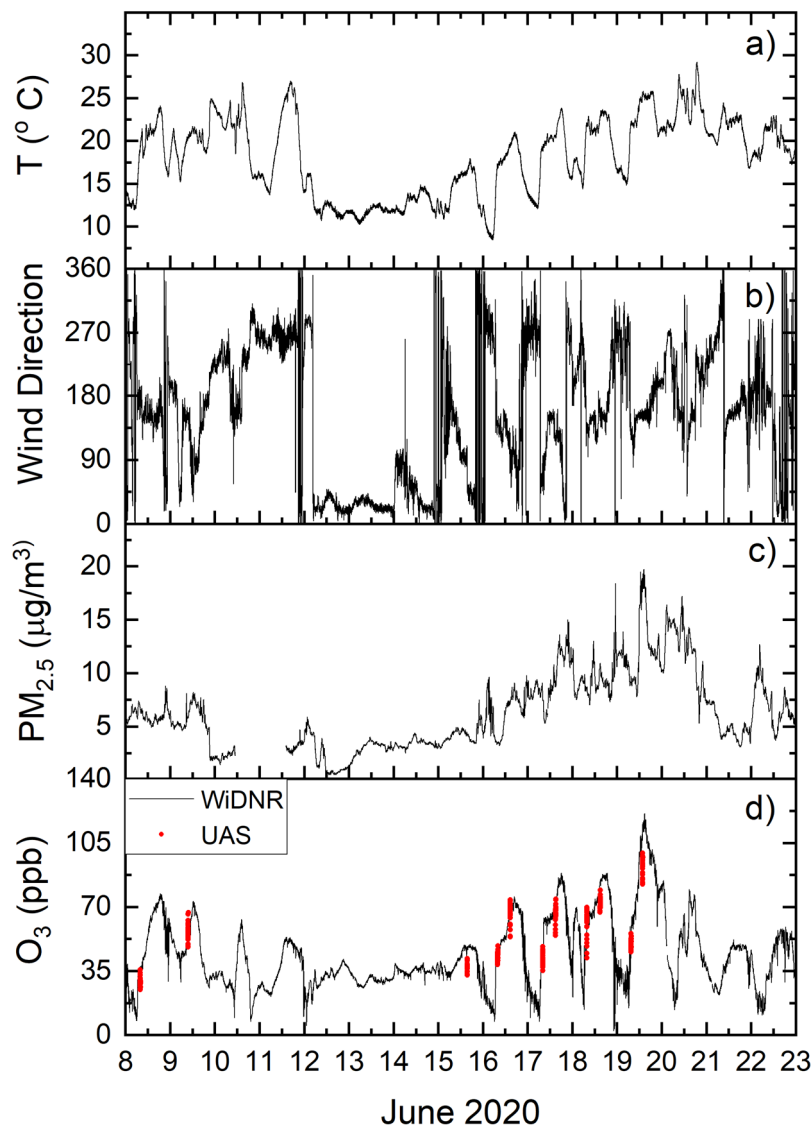 a)
T (° C)
30
25
20
15
10
b)
Wind Direction
360
270
180
90
0
c)
PM2.5 (μg/m3)
20
15
10
5
d)
O3 (ppb)
140
105
70
35
0
WiDNR
UAS
8 9 10 11 12 13 14 15 16 17 18 19 20 21 22 23
June 2020